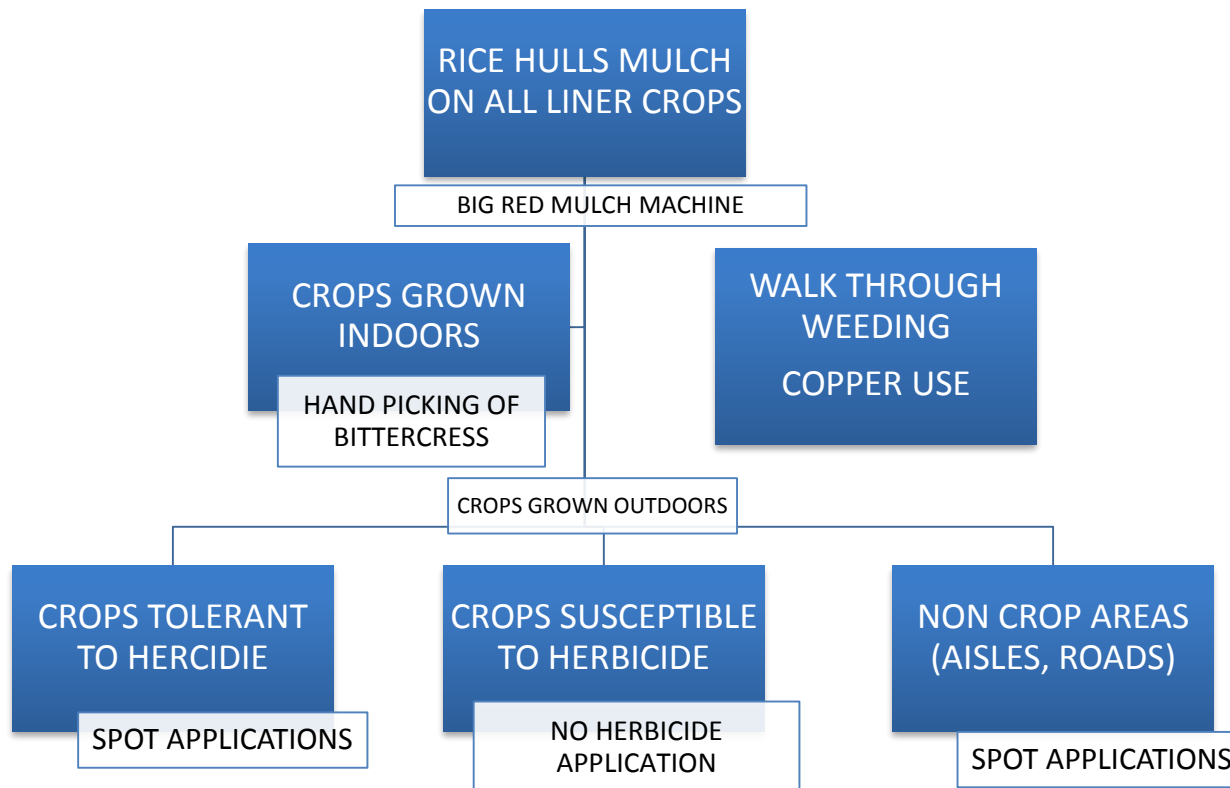 RICE HULLS MULCH
ON ALL LINER CROPS
BIG RED MULCH MACHINE
CROPS GROWN
INDOORS
HAND PICKING OF
BITTERCRESS
WALK THROUGH
WEEDING
COPPER USE
CROPS GROWN OUTDOORS
CROPS TOLERANT
TO HERCIDIE
SPOT APPLICATIONS
CROPS SUSCEPTIBLE
TO HERBICIDE
NO HERBICIDE
APPLICATION
NON CROP AREAS
(AISLES, ROADS)
SPOT APPLICATIONS